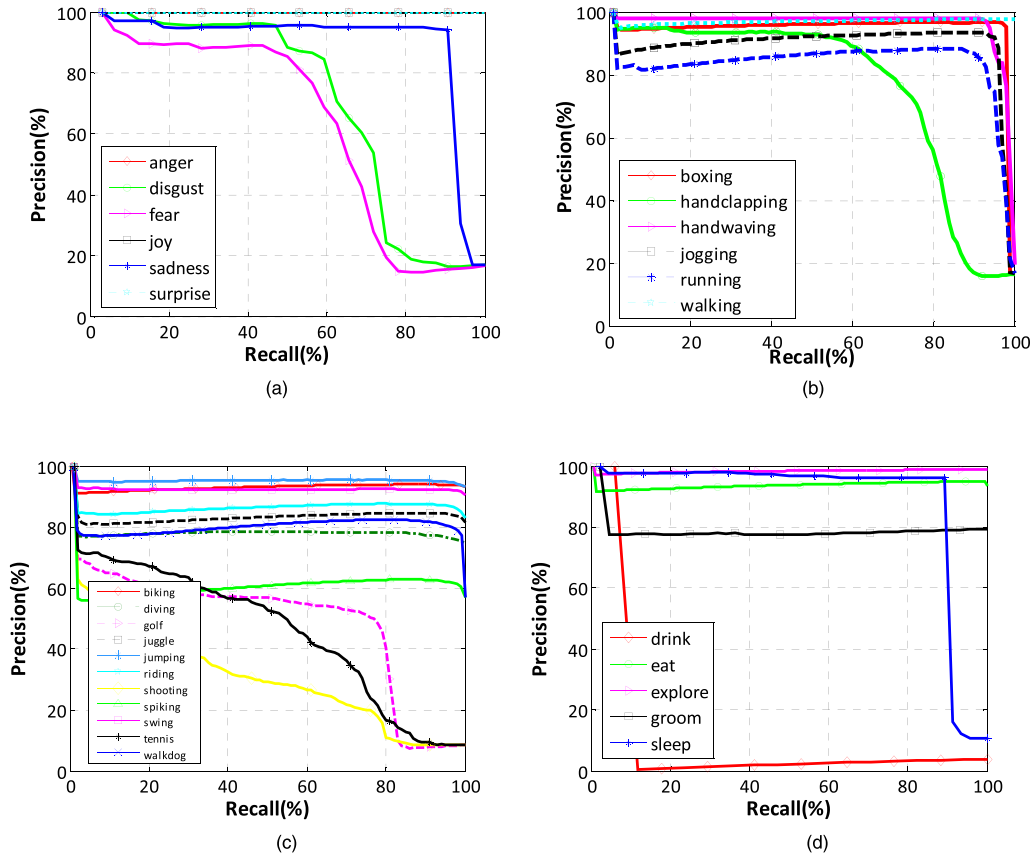 100
80
60
40
20
0
Precision(%)
anger
disgust
fear
joy
sadness
surprise
0 20 40 60 80 100
Recall(%)
(a)
100
80
60
40
20
0
Precision(%)
boxing
handclapping
handwaving
jogging
running
walking
0 20 40 60 80 100
Recall(%)
(b)
100
80
60
40
20
0
Precision(%)
biking
diving
golf
juggle
jumping
riding
shooting
spiking
swing
tennis
walkdog
0 20 40 60 80 100
Recall(%)
(c)
100
80
60
40
20
0
Precision(%)
drink
eat
explore
groom
sleep
0 20 40 60 80 100
Recall(%)
(d)